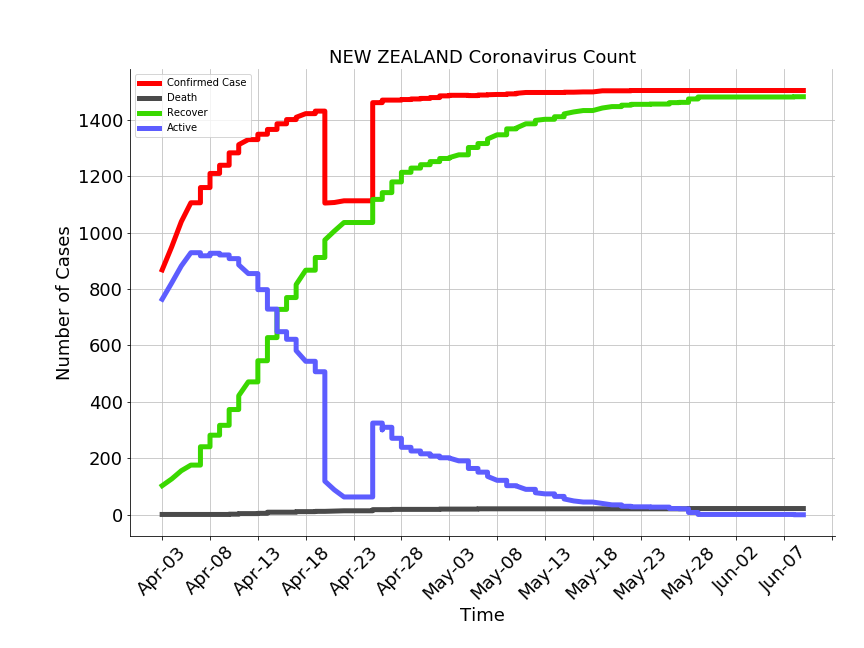 NEW ZEALAND Coronavirus Count
Confirmed Case
Death
Recover
Active
1400
1200
1000
800
600
400
200
0
Number of Cases
Apr-03
Apr-08
Apr-13
Apr-18
Apr-23
Apr-28
May-03
May-08
May-13
May-18
May-23
May-28
Jun-02
Jun-07
Time